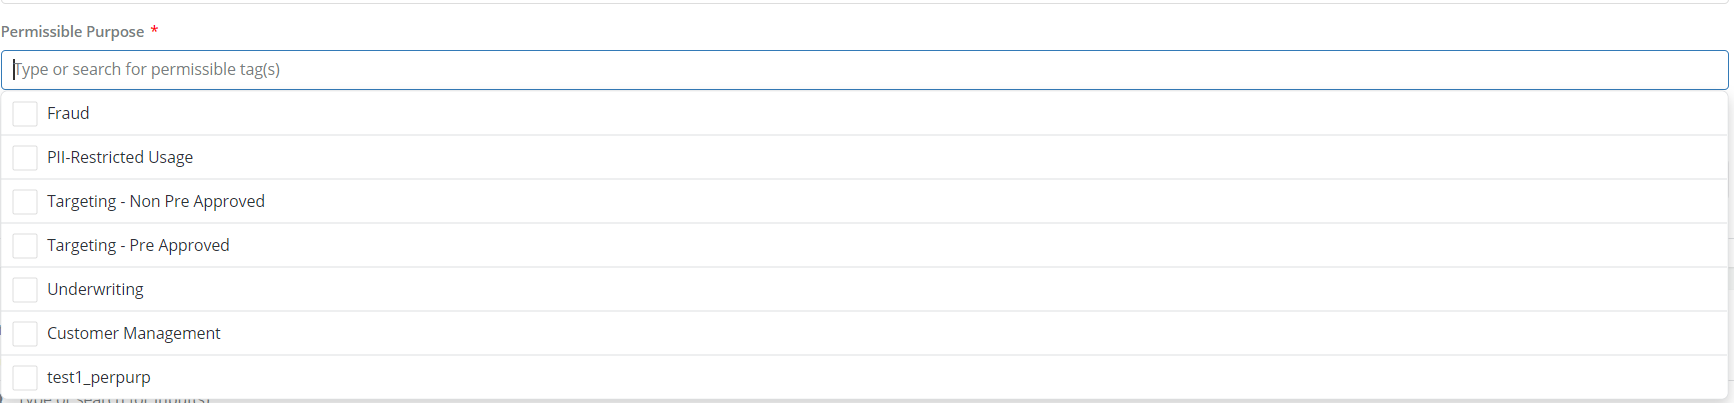 Permissible Purpose *
Type or search for permissible tag(s)
Fraud
PII-Restricted Usage
Targeting - Non Pre Approved
Targeting - Pre Approved
Underwriting
Customer Management
test1_perpurp